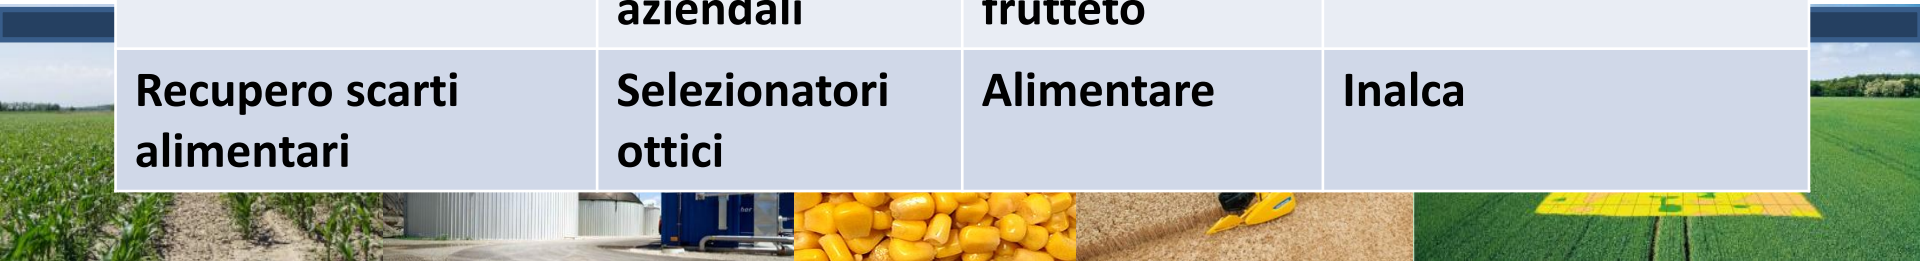 aziendali
frutteto
Recupero scarti
alimentari
Selezionatori
ottici
Alimentare
Inalca